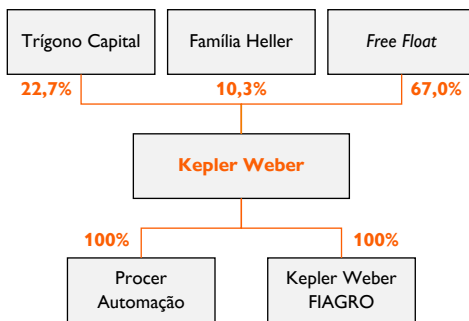 Trígono Capital
Família Heller
Free Float
22,7%
10,3%
67,0%
Kepler Weber
100%
100%
Procer
Automação
Kepler Weber
FIAGRO